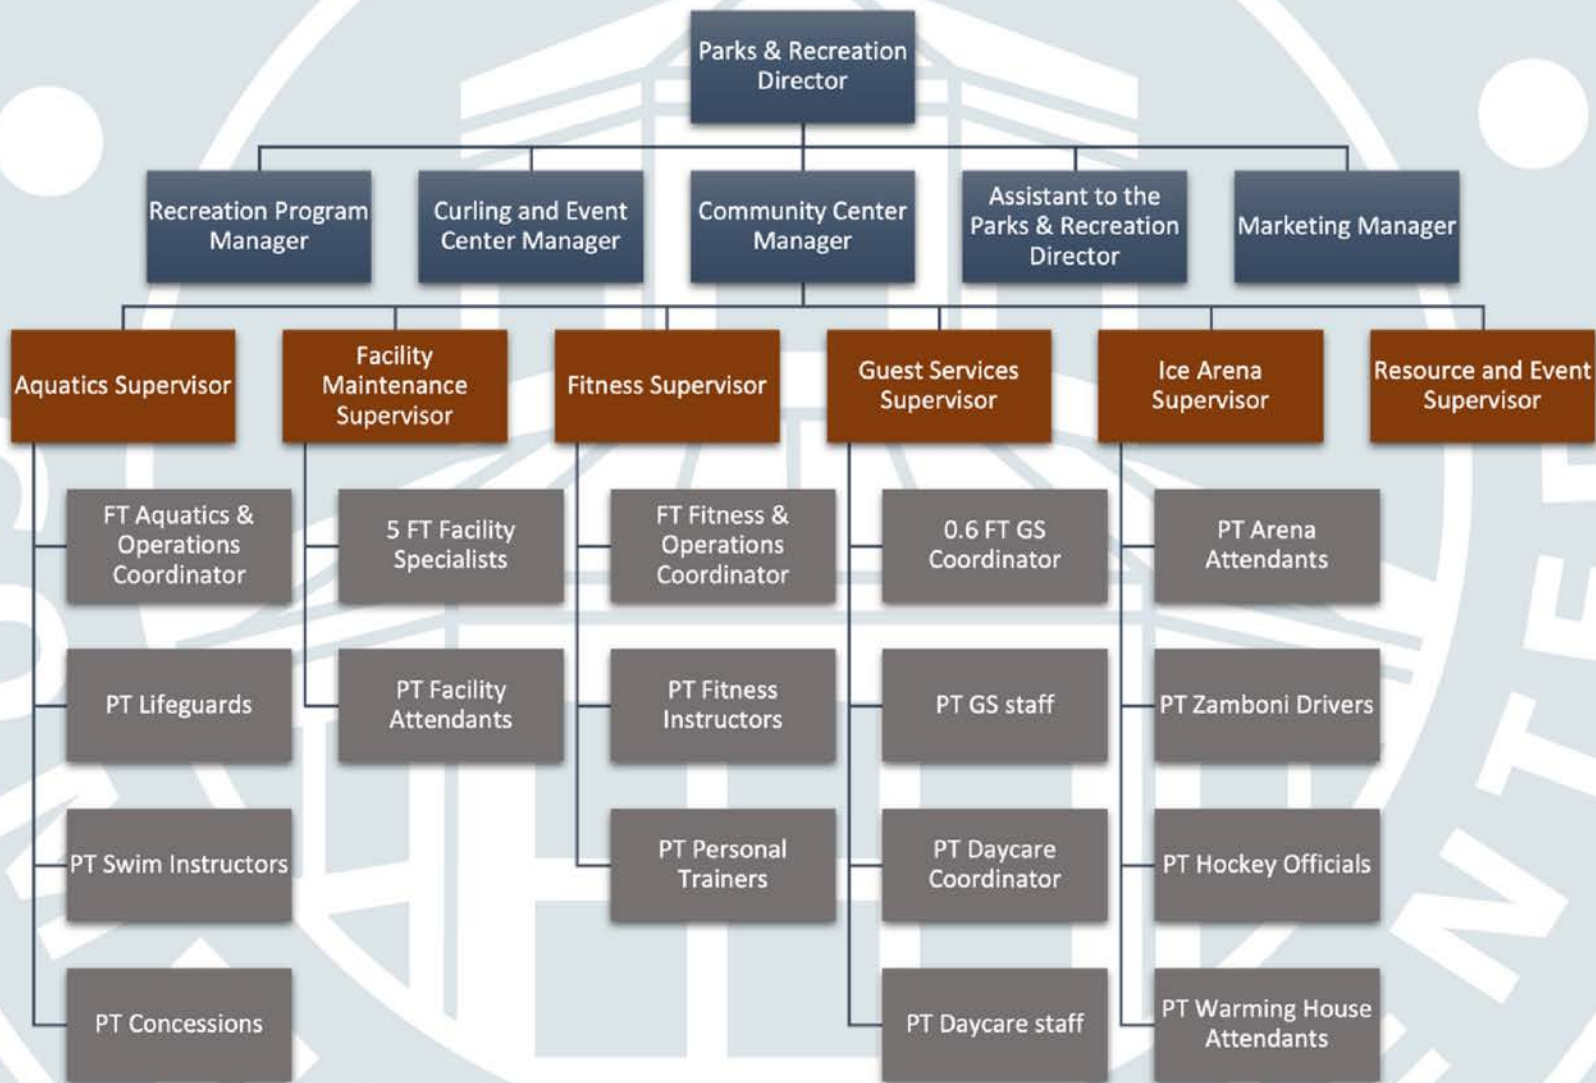 Parks & Recreation
Director
Recreation Program
Manager
Curling and Event
Center Manager
Community Center
Manager
Assistant to the
Parks & Recreation
Director
Marketing Manager
Aquatics Supervisor
Facility
Maintenance
Supervisor
Fitness Supervisor
Guest Services
Supervisor
Ice Arena
Supervisor
Resource and Event
Supervisor
FT Aquatics &
Operations
Coordinator
5 FT Facility
Specialists
FT Fitness &
Operations
Coordinator
0.6 FT GS
Coordinator
PT Arena
Attendants
PT Lifeguards
PT Facility
Attendants
PT Fitness
Instructors
PT GS staff
PT Zamboni Drivers
PT Swim Instructors
PT Personal
Trainers
PT Daycare
Coordinator
PT Hockey Officials
PT Concessions
PT Daycare staff
PT Warming House
Attendants